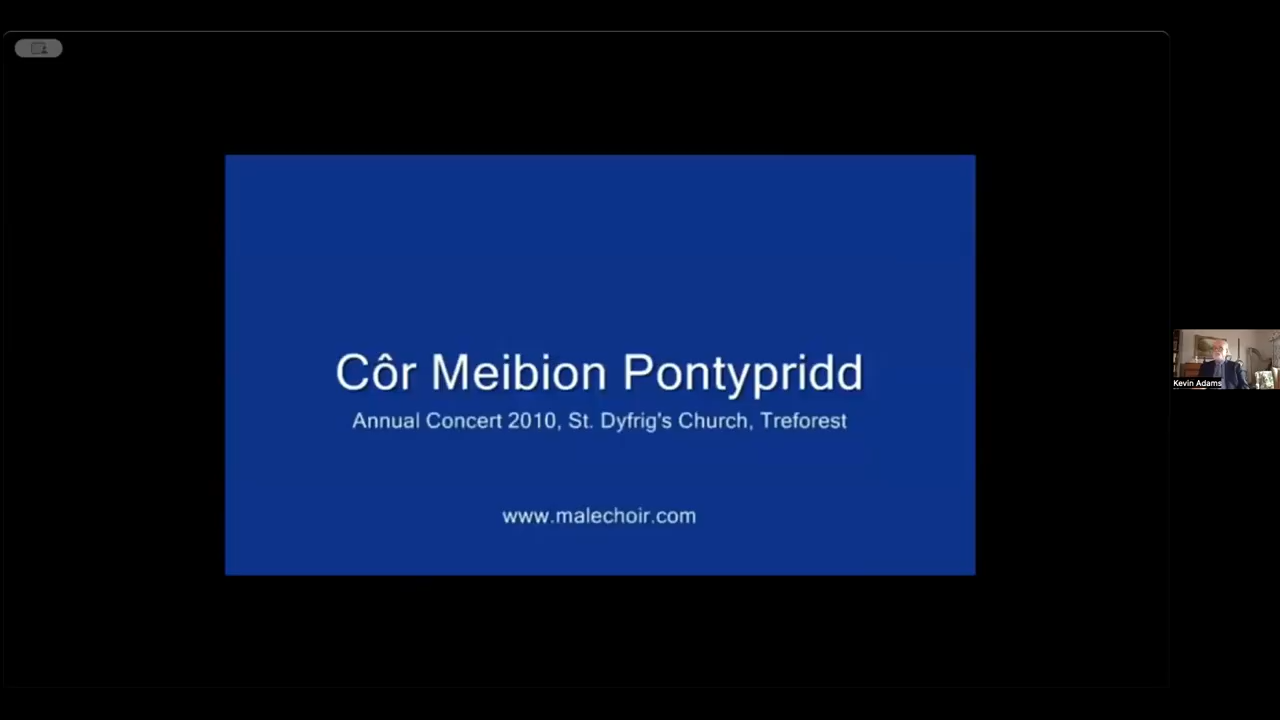 Côr Meibion Pontypridd
Annual Concert 2010, St. Dyfrig's Church, Treforest
www.malechoir.com
Kevin Adams